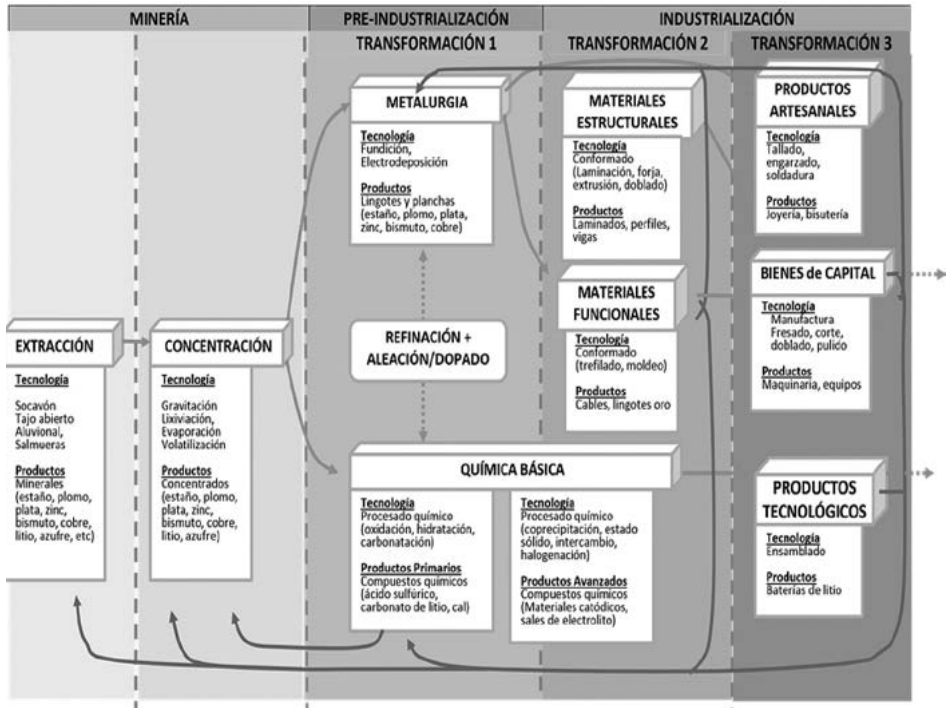 MINERÍA
PRE-INDUSTRIALIZACIÓN
INDUSTRIALIZACIÓN
TRANSFORMACIÓN 1
TRANSFORMACIÓN 2
TRANSFORMACIÓN 3
EXTRACCIÓN
Tecnología
Socavón
Tajo abierto
Aluvional,
Salmueras
Productos
Minerales
(estaño, plomo,
plata, zinc,
bismuto, cobre,
litio, azufre, etc)
CONCENTRACIÓN
Tecnología
Gravitación
Lixiviación,
Evaporación
Volatilización
Productos
Concentrados
(estaño, plomo,
plata, zinc,
bismuto, cobre,
litio, azufre)
METALURGIA
Tecnología
Fundición,
Electrodeposición
Productos
Lingotes y planchas
(estaño, plomo, plata,
zinc, bismuto, cobre)
REFINACIÓN +
ALEACIÓN/DOPADO
QUÍMICA BÁSICA
Tecnología
Procesado químico
(oxidación, hidratación,
carbonatación)
Productos Primarios
Compuestos químicos
(ácido sulfúrico,
carbonato de litio, cal)
Tecnología
Procesado químico
(coprecipitación, estado
sólido, intercambio,
halogenación)
Productos Avanzados
Compuestos químicos
(Materiales catódicos,
sales de electrolito)
MATERIALES
ESTRUCTURALES
Tecnología
Conformado
(Laminación, forja,
extrusión, doblado)
Productos
Laminados, perfiles,
vigas
MATERIALES
FUNCIONALES
Tecnología
Conformado
(trefilado, moldeo)
Productos
Cables, lingotes oro
PRODUCTOS
ARTESANALES
Tecnología
Tallado,
engarzado,
soldadura
Productos
Joyería, bisutería
BIENES de CAPITAL
Tecnología
Manufactura
Fresado, corte,
doblado, pulido
Productos
Maquinaria, equipos
PRODUCTOS
TECNOLÓGICOS
Tecnología
Ensamblado
Productos
Baterías de litio